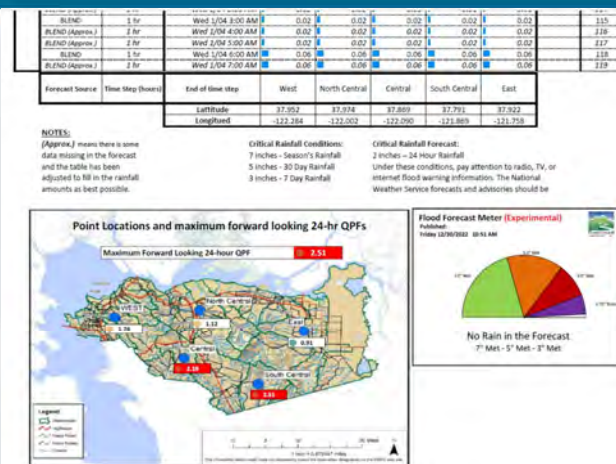 BLEND 1 hr Wed 1/04 3:00 AM 0.02 0.02 0.02 0.02 0.02 115
BLEND (Approx.) 1 hr Wed 1/04 4:00 AM 0.02 0.02 0.02 0.02 0.02 116
BLEND (Approx.) 1 hr Wed 1/04 5:00 AM 0.02 0.02 0.02 0.02 0.02 117
BLEND 1 hr Wed 1/04 6:00 AM 0.06 0.06 0.06 0.06 0.06 118
BLEND (Approx.) 1 hr Wed 1/04 7:00 AM 0.06 0.06 0.06 0.06 0.06 119
Forecast Source Time Step (hours) End of time step West North Central Central South Central East
Lattitude 37.952 37.974 37.869 37.791 37.922
Longitued -122.284 -122.002 -122.090 -121.869 -121.758
NOTES:
(Approx.) means there is some
data missing in the forecast
and the table has been
adjusted to fill in the rainfall
amounts as best possible.
Critical Rainfall Conditions:
7 inches - Season's Rainfall
5 inches - 30 Day Rainfall
3 inches - 7 Day Rainfall
Critical Rainfall Forecast:
2 inches – 24 Hour Rainfall
Under these conditions, pay attention to radio, TV, or
internet flood warning information. The National
Weather Service forecasts and advisories should be
Point Locations and maximum forward looking 24-hr QPFs
Maximum Forward Looking 24-hour QPF 2.51
WEST
North Central
1.12
East
0.91
Central
South Central
Legend
Flood Forecast Meter (Experimental)
Published:
Friday 12/30/2022 10:51 AM
No Rain in the Forecast
7" Met - 5" Met - 3" Met